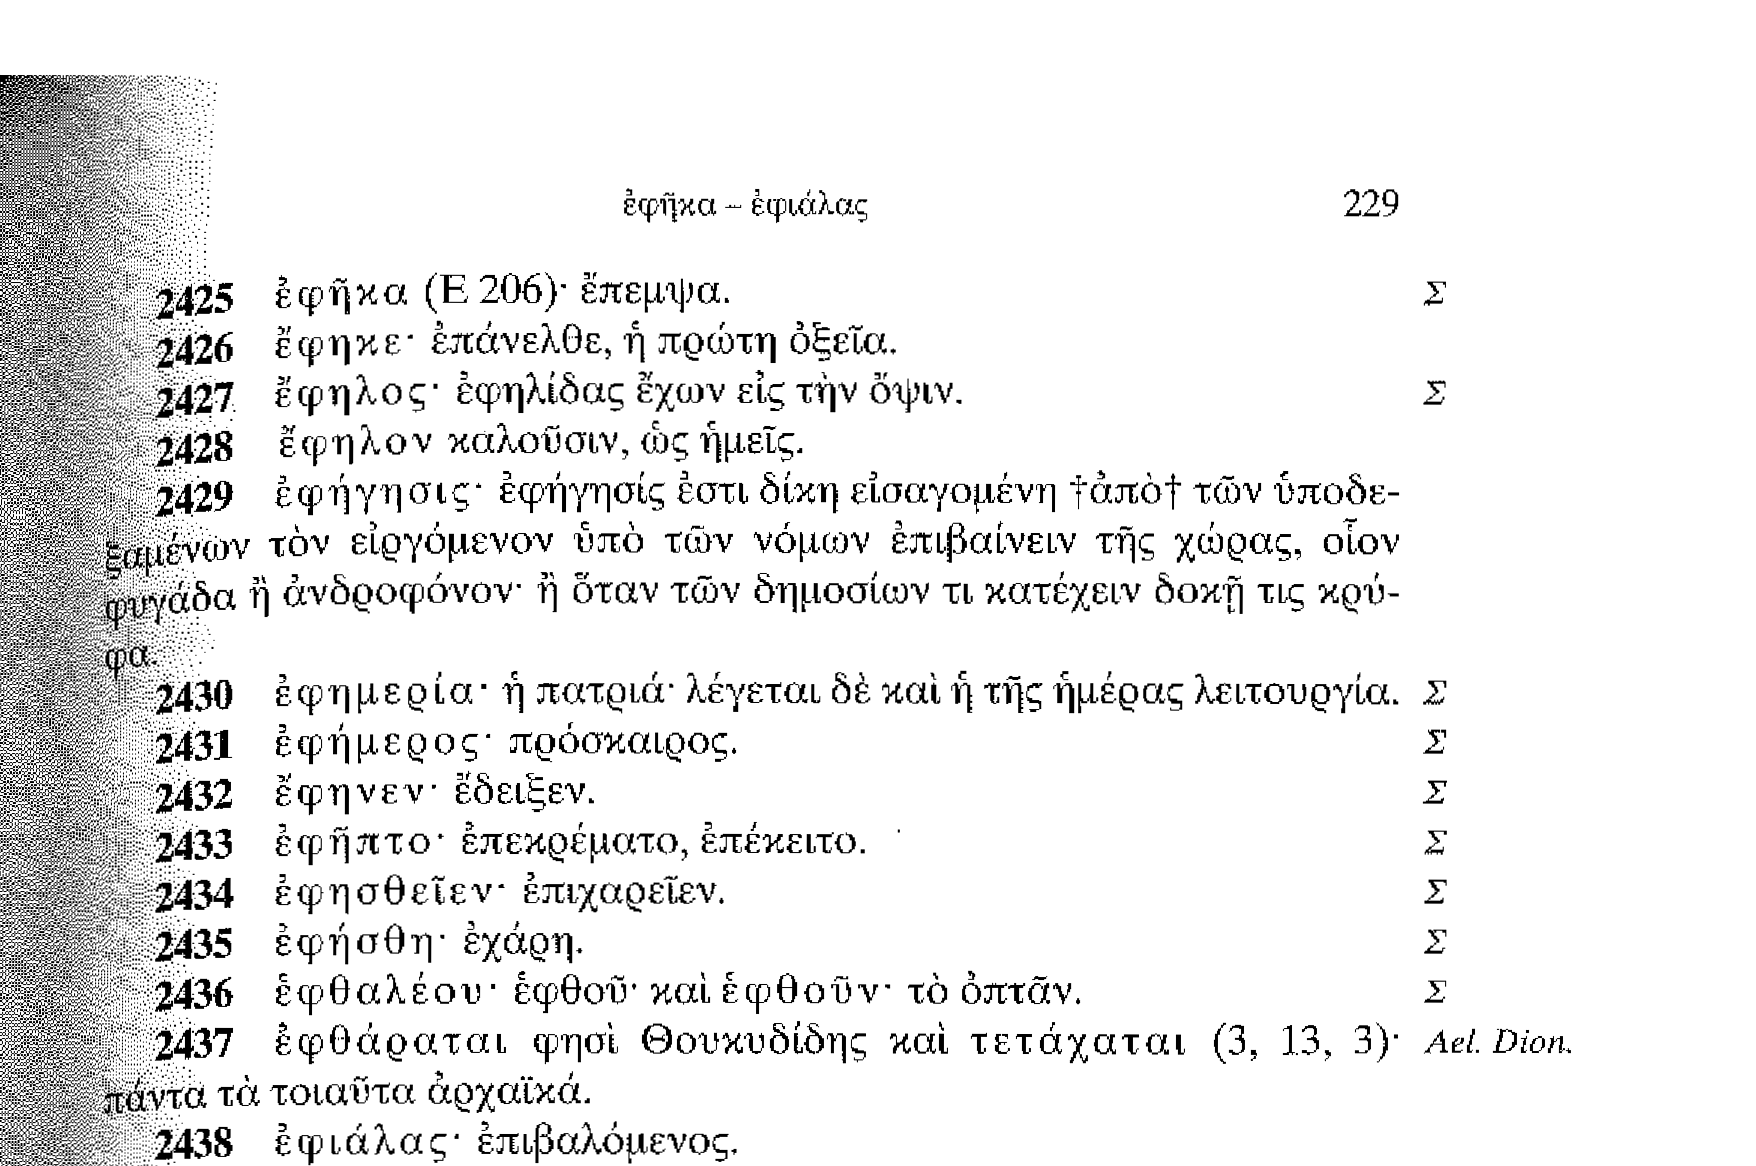 ἐφῆκα – ἐφιάλας 229
2425 ἐφῆκα (Ε 206)· ἔπεμψα. Σ
2426 ἔφηκε· ἐπάνελθε, ἡ πρώτη ὀξεῖα.
2427 ἔφηλος· ἐφηλίδας ἔχων εἰς τὴν ὄψιν. Σ
2428 ἔφηλον καλοῦσιν, ὡς ἡμεῖς.
2429 ἐφήγησις· ἐφήγησίς ἐστι δίκη εἰσαγομένη †ἀπὸ† τῶν ὑποδε-
ξαμένων τὸν εἰργόμενον ὑπὸ τῶν νόμων ἐπιβαίνειν τῆς χώρας, οἷον
φυγάδα ἢ ἀνδροφόνον· ἢ ὅταν τῶν δημοσίων τι κατέχειν δοκῇ τις κρύ-
φα.
2430 ἐφημερία· ἡ πατριά· λέγεται δὲ καὶ ἡ τῆς ἡμέρας λειτουργία. Σ
2431 ἐφήμερος· πρόσκαιρος. Σ
2432 ἔφηνεν· ἔδειξεν. Σ
2433 ἐφῆπτο· ἐπεκρέματο, ἐπέκειτο. Σ
2434 ἐφησθεῖεν· ἐπιχαρεῖεν. Σ
2435 ἐφήσθη· ἐχάρη. Σ
2436 ἑφθαλέου· ἑφθοῦ· καὶ ἑφθοῦν· τὸ ὀπτᾶν. Σ
2437 ἐφθάραται φησὶ Θουκυδίδης καὶ τετάχαται (3, 13, 3)· Ael. Dion.
πάντα τὰ τοιαῦτα ἀρχαϊκά.
2438 ἐφιάλας· ἐπιβαλόμενος.